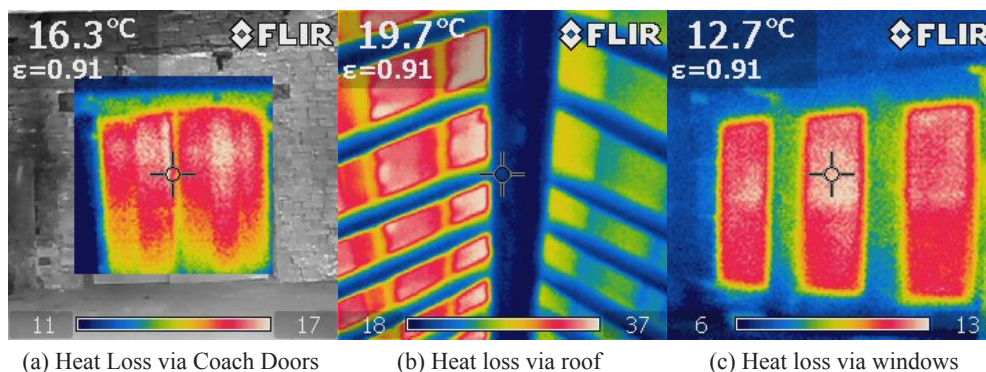 16.3°C
FLIR
ε=0.91
11
17
19.7°C
FLIR
ε=0.91
18
37
12.7°C
FLIR
ε=0.91
6
13
(a) Heat Loss via Coach Doors
(b) Heat loss via roof
(c) Heat loss via windows